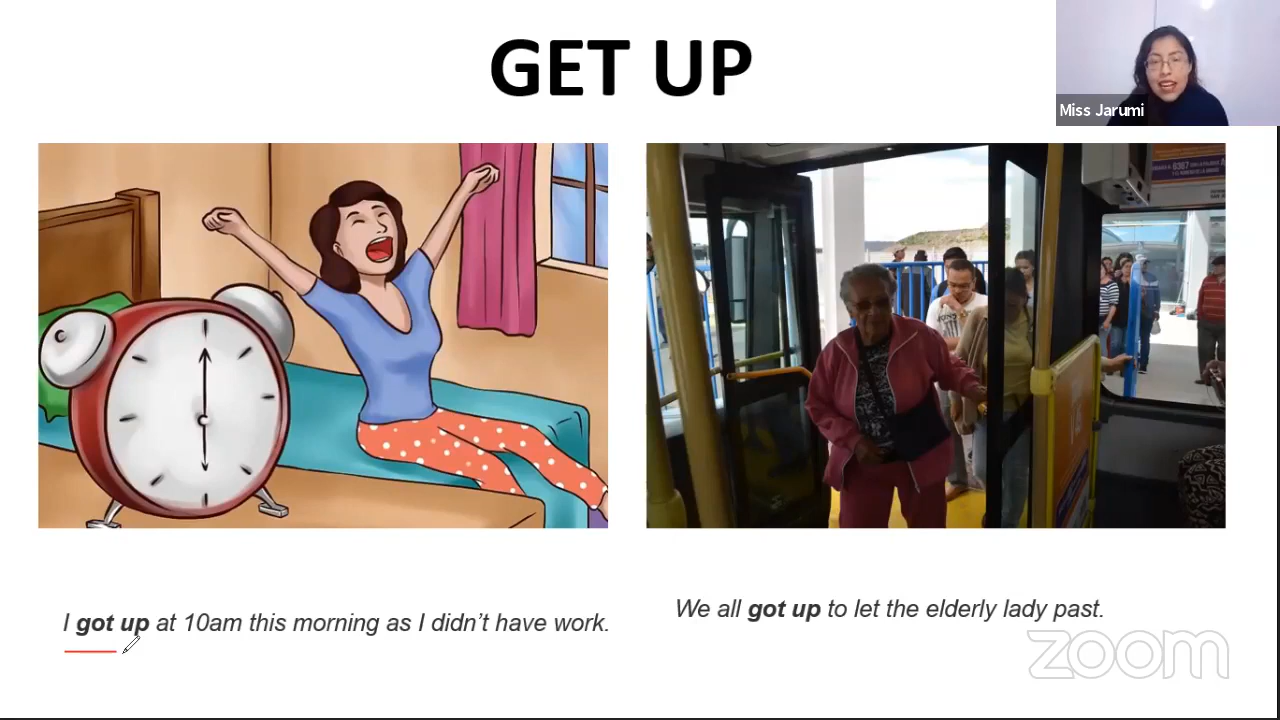 GET UP
Miss Jarumi
6367
I got up at 10am this morning as I didn't have work.
We all got up to let the elderly lady past.
zoom